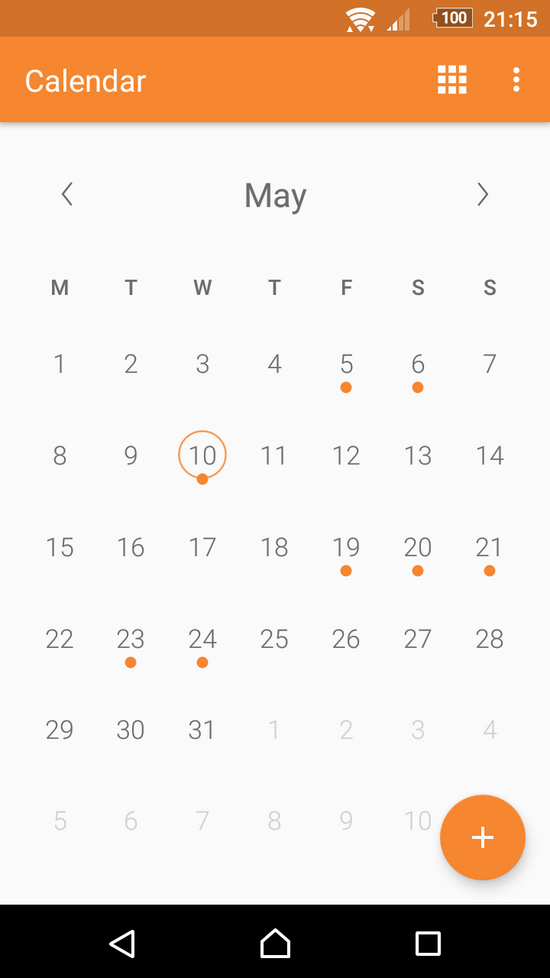 100 21:15
Calendar
May
M T W T F S S
1 2 3 4 5 6 7
8 9 10 11 12 13 14
15 16 17 18 19 20 21
22 23 24 25 26 27 28
29 30 31 1 2 3 4
5 6 7 8 9 10